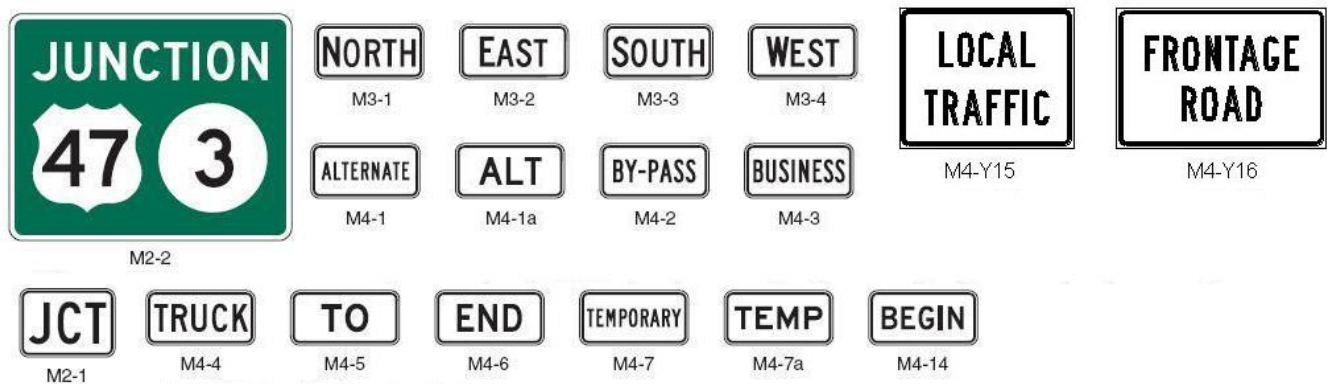 JUNCTION
47 3
M2-2
NORTH
M3-1
EAST
M3-2
SOUTH
M3-3
WEST
M3-4
LOCAL
TRAFFIC
M4-Y15
FRONTAGE
ROAD
M4-Y16
ALTERNATE
M4-1
ALT
M4-1a
BY-PASS
M4-2
BUSINESS
M4-3
JCT
M2-1
TRUCK
M4-4
TO
M4-5
END
M4-6
TEMPORARY
M4-7
TEMP
M4-7a
BEGIN
M4-14